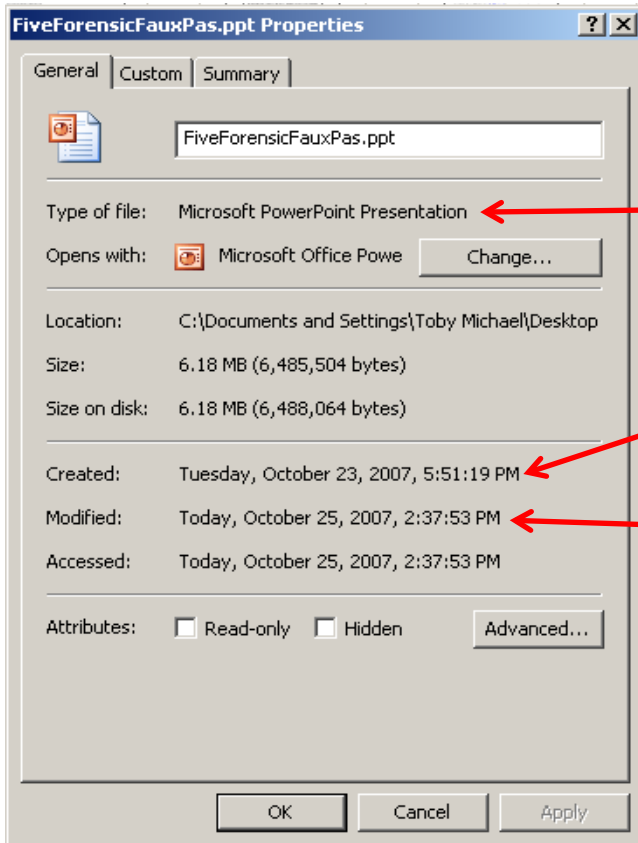 FiveForensicFauxPas.ppt Properties
General Custom Summary
FiveForensicFauxPas.ppt
Type of file: Microsoft PowerPoint Presentation
Opens with: Microsoft Office Powe Change...
Location: C:\Documents and Settings\Toby Michael\Desktop
Size: 6.18 MB (6,485,504 bytes)
Size on disk: 6.18 MB (6,488,064 bytes)
Created: Tuesday, October 23, 2007, 5:51:19 PM
Modified: Today, October 25, 2007, 2:37:53 PM
Accessed: Today, October 25, 2007, 2:37:53 PM
Attributes: Read-only Hidden Advanced...
OK Cancel Apply